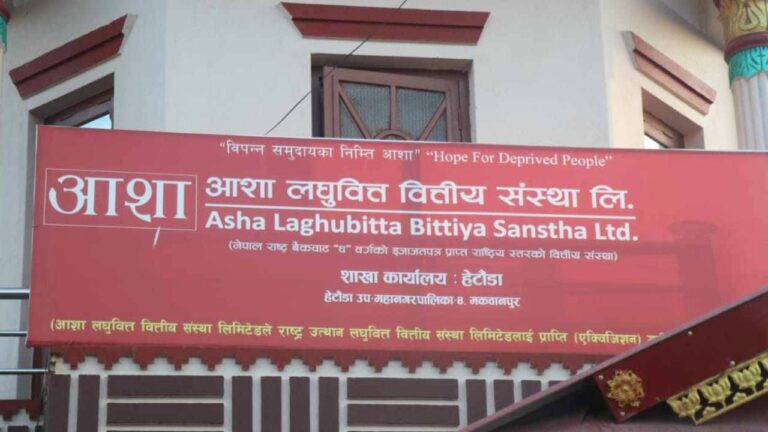 "विपन्न समुदायका निम्ति आशा" "Hope For Deprived People"
आशा
आशा लघुवित्त वित्तीय संस्था लि.
Asha Laghubitta Bittiya Sanstha Ltd.
(नेपाल राष्ट्र बैंकबाट "घ" वर्गको इजाजतपत्र प्राप्त राष्ट्रिय स्तरको वित्तीय संस्था)
शाखा कार्यालय : हेटौंडा
हेटौंडा उप-महानगरपालिका-४, मकवानपुर
(आशा लघुवित्त वित्तीय संस्था लिमिटेडले राष्ट्र उत्थान लघुवित्त वित्तीय संस्था लिमिटेडलाई प्राप्ति (एक्विजिशन)